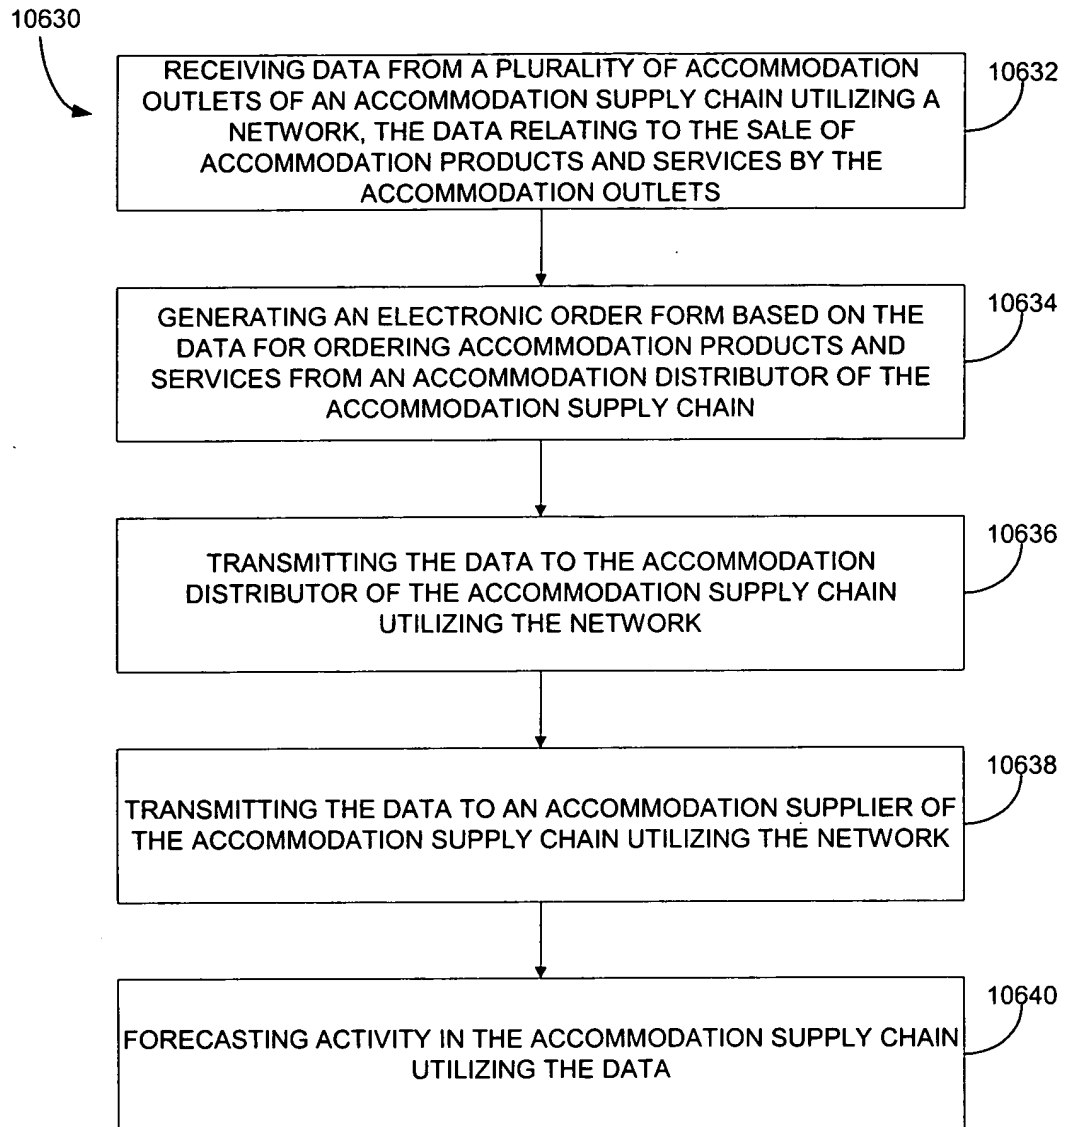 10630
RECEIVING DATA FROM A PLURALITY OF ACCOMMODATION
OUTLETS OF AN ACCOMMODATION SUPPLY CHAIN UTILIZING A
NETWORK, THE DATA RELATING TO THE SALE OF
ACCOMMODATION PRODUCTS AND SERVICES BY THE
ACCOMMODATION OUTLETS
10632
GENERATING AN ELECTRONIC ORDER FORM BASED ON THE
DATA FOR ORDERING ACCOMMODATION PRODUCTS AND
SERVICES FROM AN ACCOMMODATION DISTRIBUTOR OF THE
ACCOMMODATION SUPPLY CHAIN
10634
TRANSMITTING THE DATA TO THE ACCOMMODATION
DISTRIBUTOR OF THE ACCOMMODATION SUPPLY CHAIN
UTILIZING THE NETWORK
10636
TRANSMITTING THE DATA TO AN ACCOMMODATION SUPPLIER OF
THE ACCOMMODATION SUPPLY CHAIN UTILIZING THE NETWORK
10638
FORECASTING ACTIVITY IN THE ACCOMMODATION SUPPLY CHAIN
UTILIZING THE DATA
10640